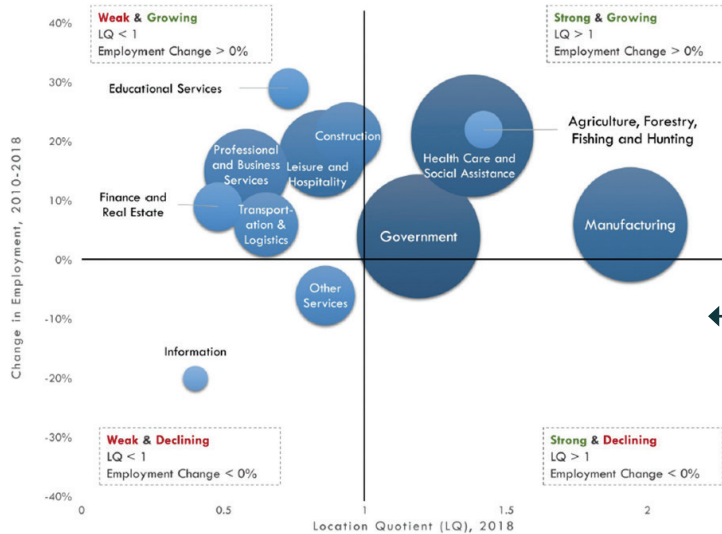 40%
30%
20%
10%
0%
-10%
-20%
-30%
-40%
Change in Employment, 2010-2018
Weak & Growing
LQ < 1
Employment Change > 0%
Strong & Growing
LQ > 1
Employment Change > 0%
Educational Services
Construction
Professional
and Business
Services
Leisure and
Hospitality
Health Care and
Social Assistance
Agriculture, Forestry,
Fishing and Hunting
Finance and
Real Estate
Transport-
ation &
Logistics
Government
Manufacturing
Other
Services
Information
Weak & Declining
LQ < 1
Employment Change < 0%
Strong & Declining
LQ > 1
Employment Change < 0%
0
0.5
1
1.5
2
Location Quotient (LQ), 2018